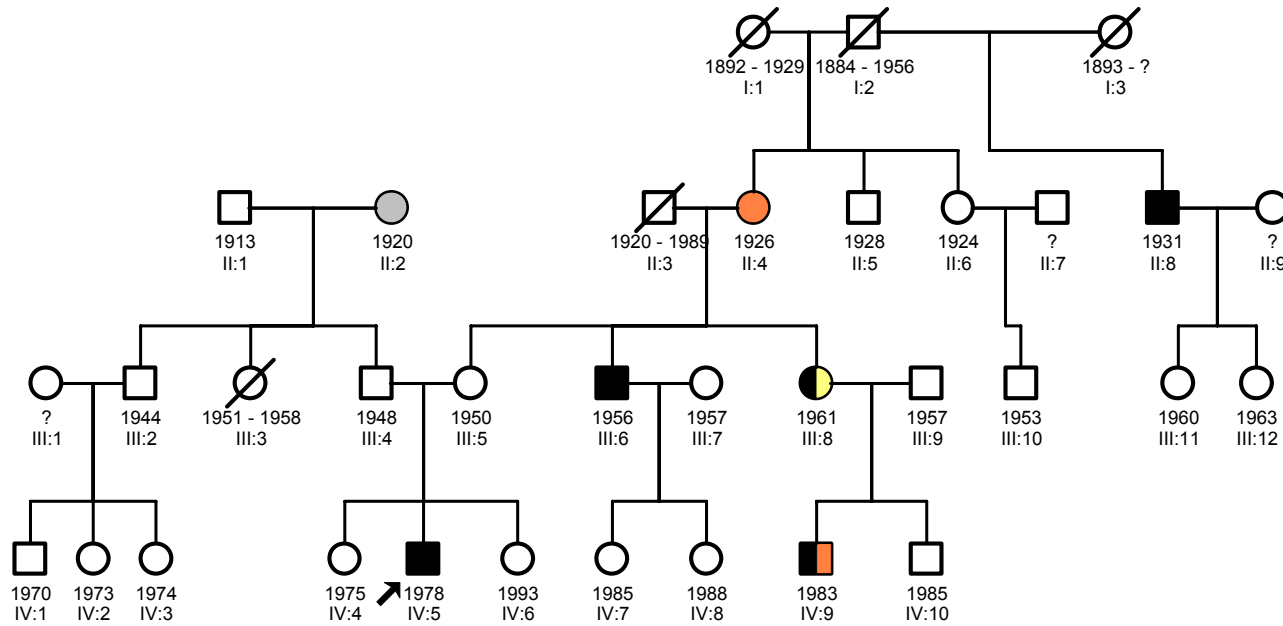 1892 - 1929 1884 - 1956 1893 - ?
I:1 I:2 I:3
1913 1920 1920 - 1989 1926 1928 1924 ? 1931 ?
II:1 II:2 II:3 II:4 II:5 II:6 II:7 II:8 II:9
? 1944 1951 - 1958 1948 1950 1956 1957 1961 1957 1953 1960 1963
III:1 III:2 III:3 III:4 III:5 III:6 III:7 III:8 III:9 III:10 III:11 III:12
1970 1973 1974 1975 1978 1993 1985 1988 1983 1985
IV:1 IV:2 IV:3 IV:4 IV:5 IV:6 IV:7 IV:8 IV:9 IV:10